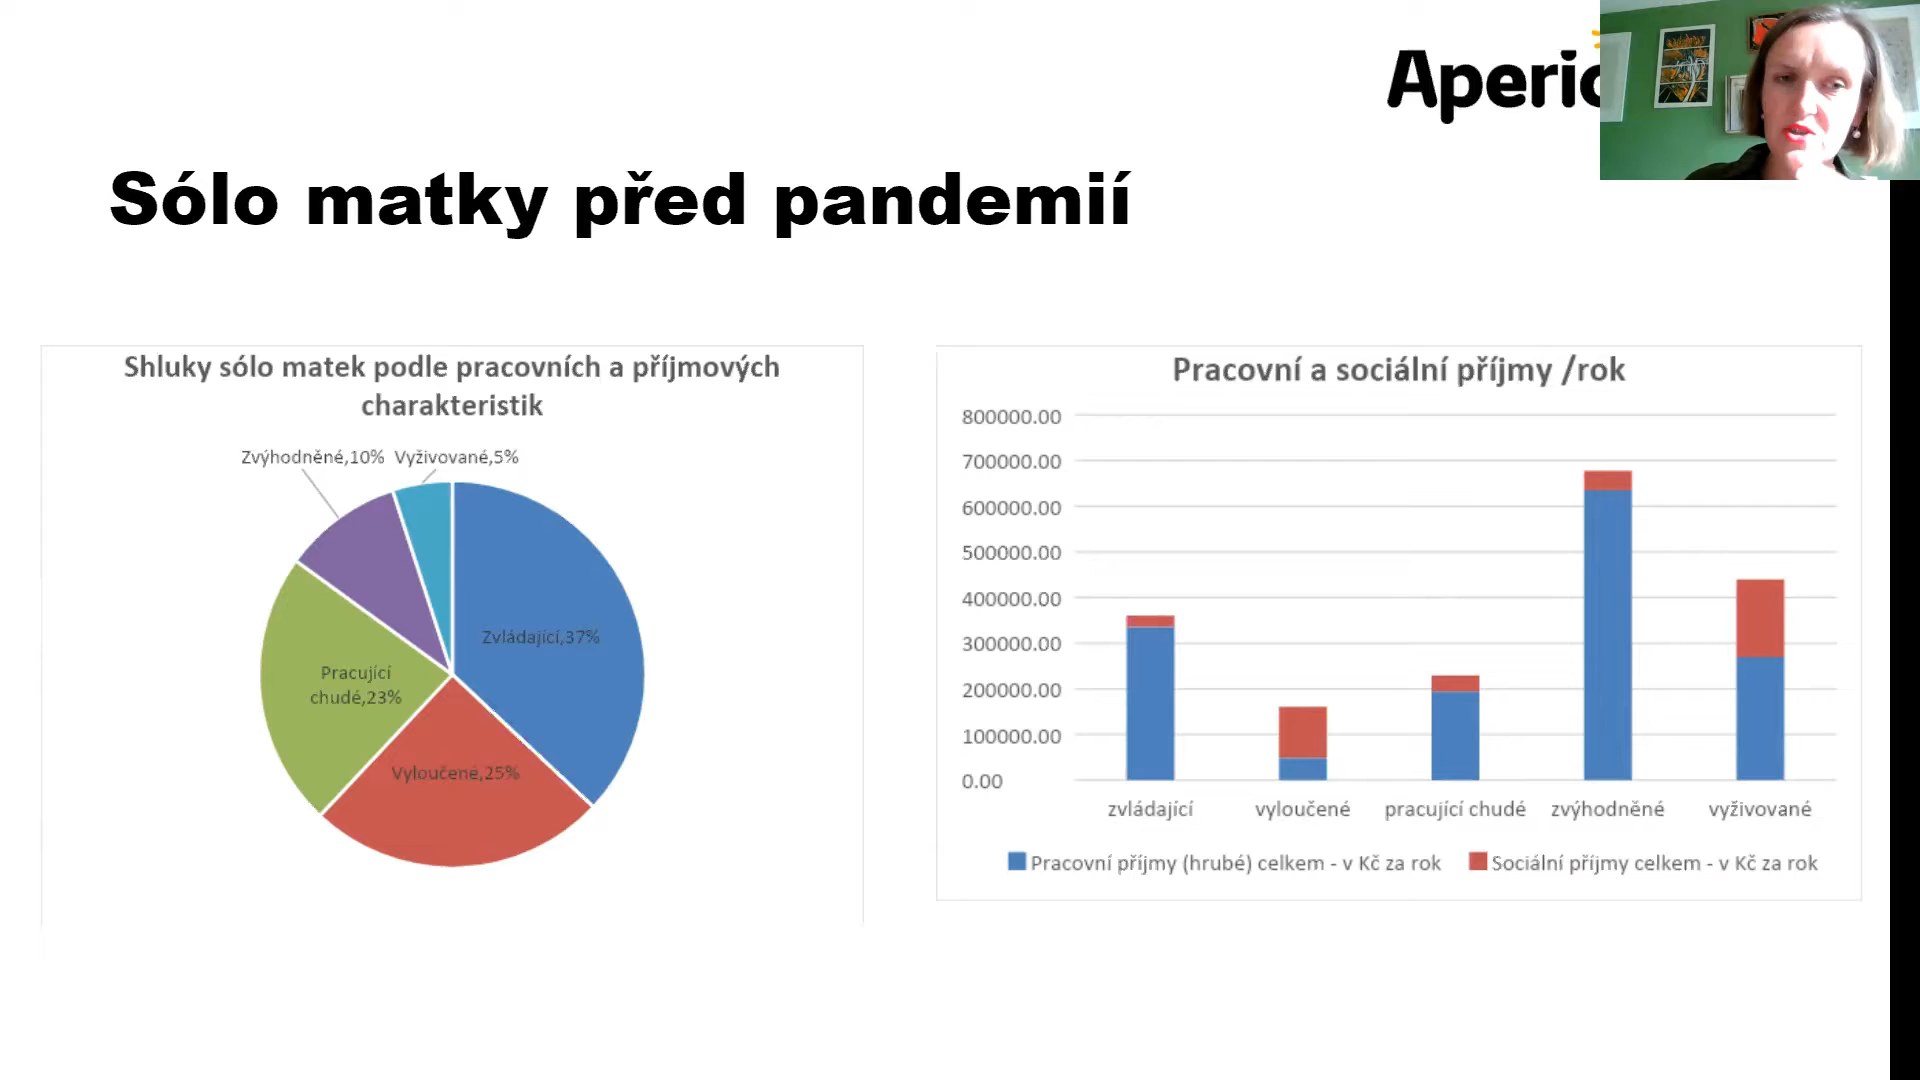 Aperio
Sólo matky před pandemií
Shluky sólo matek podle pracovních a příjmových
charakteristik
Zvýhodněné,10%
Vyživované,5%
Zvládající,37%
Pracující
chudé,23%
Vyloučené,25%
Pracovní a sociální příjmy /rok
800000.00
700000.00
600000.00
500000.00
400000.00
300000.00
200000.00
100000.00
0.00
zvládající
vyloučené
pracující chudé
zvýhodněné
vyživované
Pracovní příjmy (hrubé) celkem - v Kč za rok
Sociální příjmy celkem - v Kč za rok